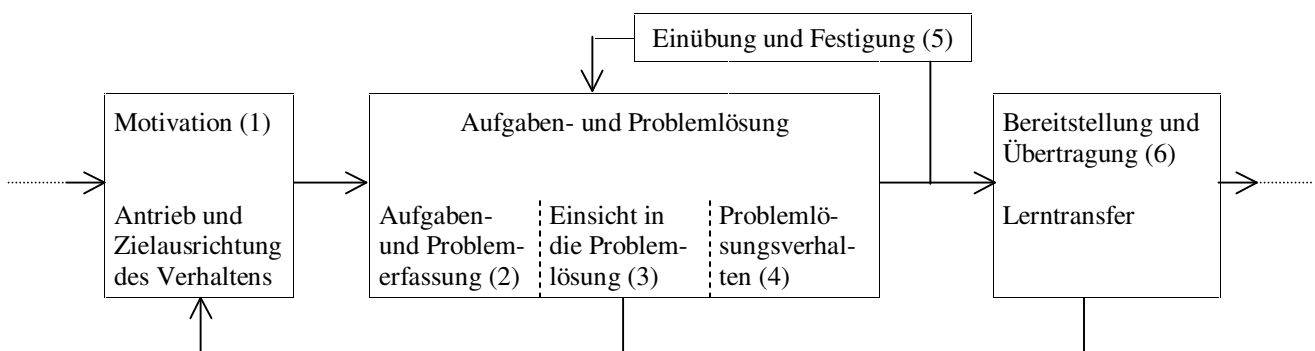 Einübung und Festigung (5)
Motivation (1)
Antrieb und
Zielausrichtung
des Verhaltens
Aufgaben- und Problemlösung
Aufgaben-
und Problem-
erfassung (2)
Einsicht in
die Problem-
lösung (3)
Problemlö-
sungsverhal-
ten (4)
Bereitstellung und
Übertragung (6)
Lerntransfer